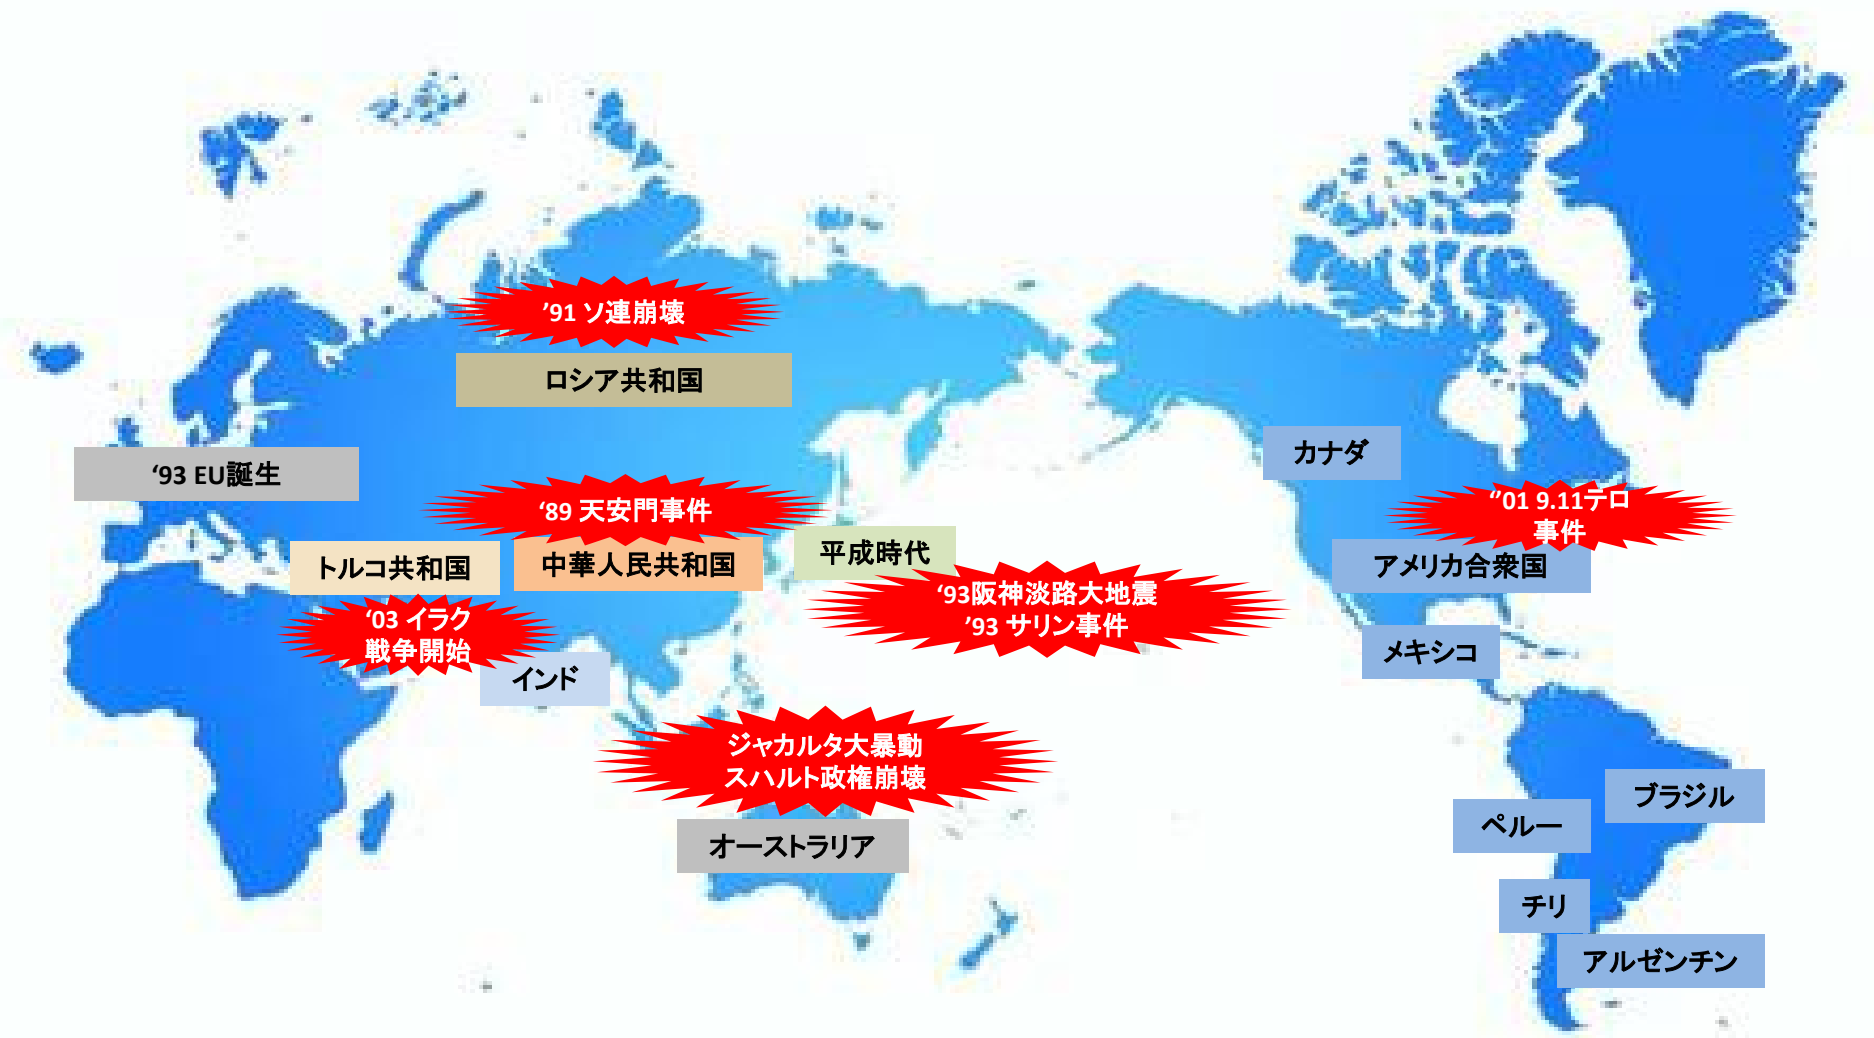 ’91 ソ連崩壊
ロシア共和国
カナダ
‘93 EU誕生
‘89 天安門事件
‘’01 9.11テロ
事件
平成時代
トルコ共和国
中華人民共和国
アメリカ合衆国
‘93阪神淡路大地震
’93 サリン事件
‘03 イラク
戦争開始
メキシコ
インド
ジャカルタ大暴動
スハルト政権崩壊
ブラジル
ペルー
オーストラリア
チリ
アルゼンチン